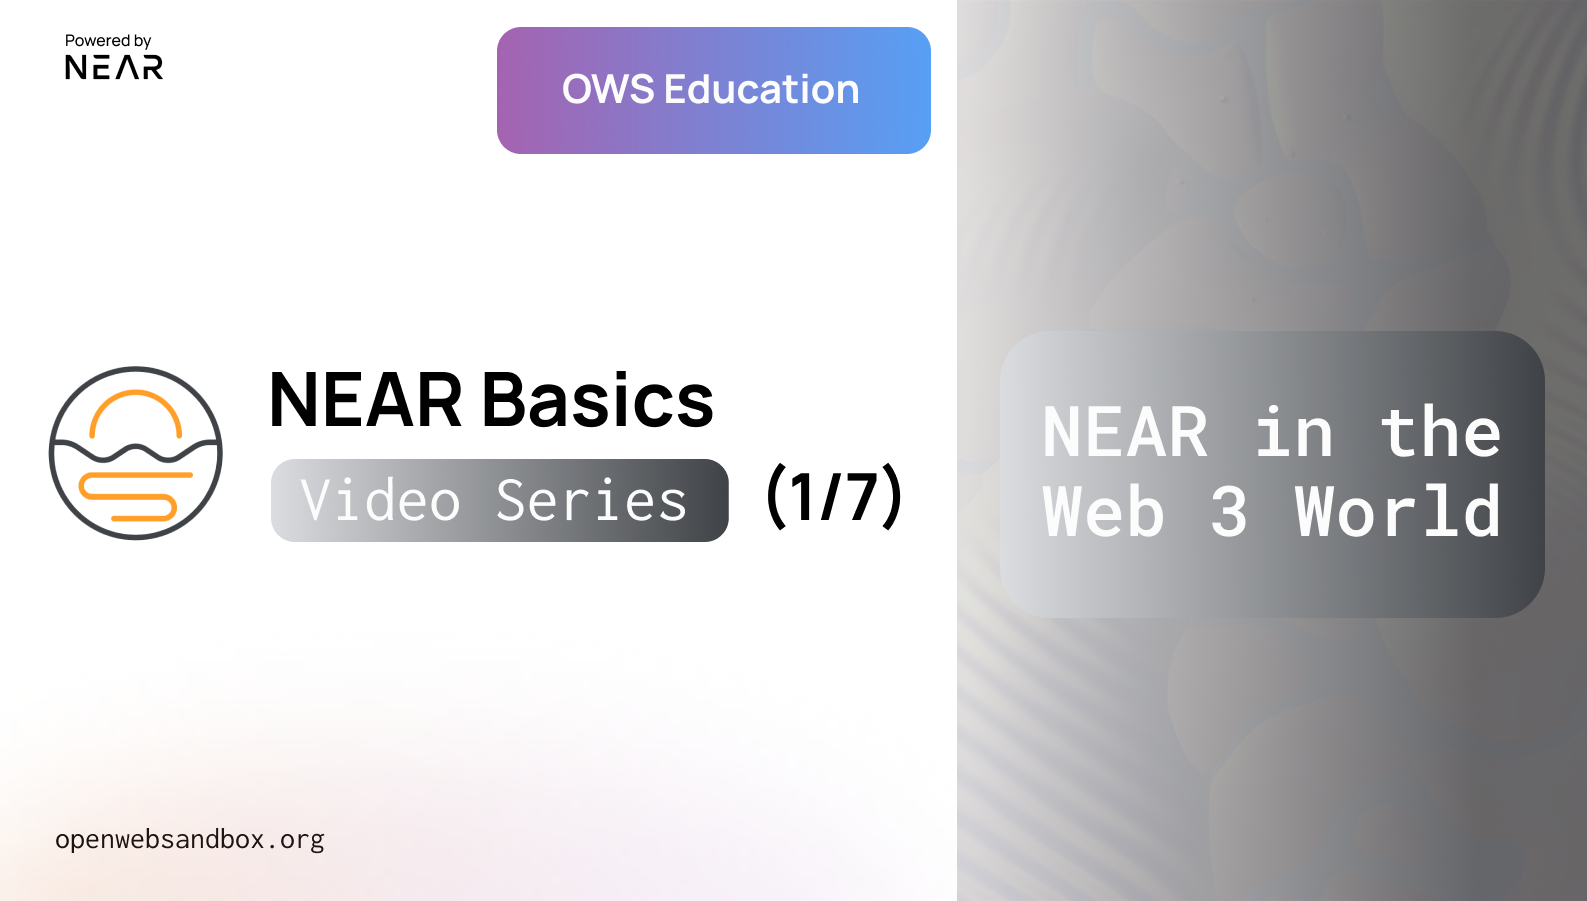 Powered by
NEAR
OWS Education
NEAR Basics
Video Series (1/7)
NEAR in the
Web 3 World
openwebsandbox.org